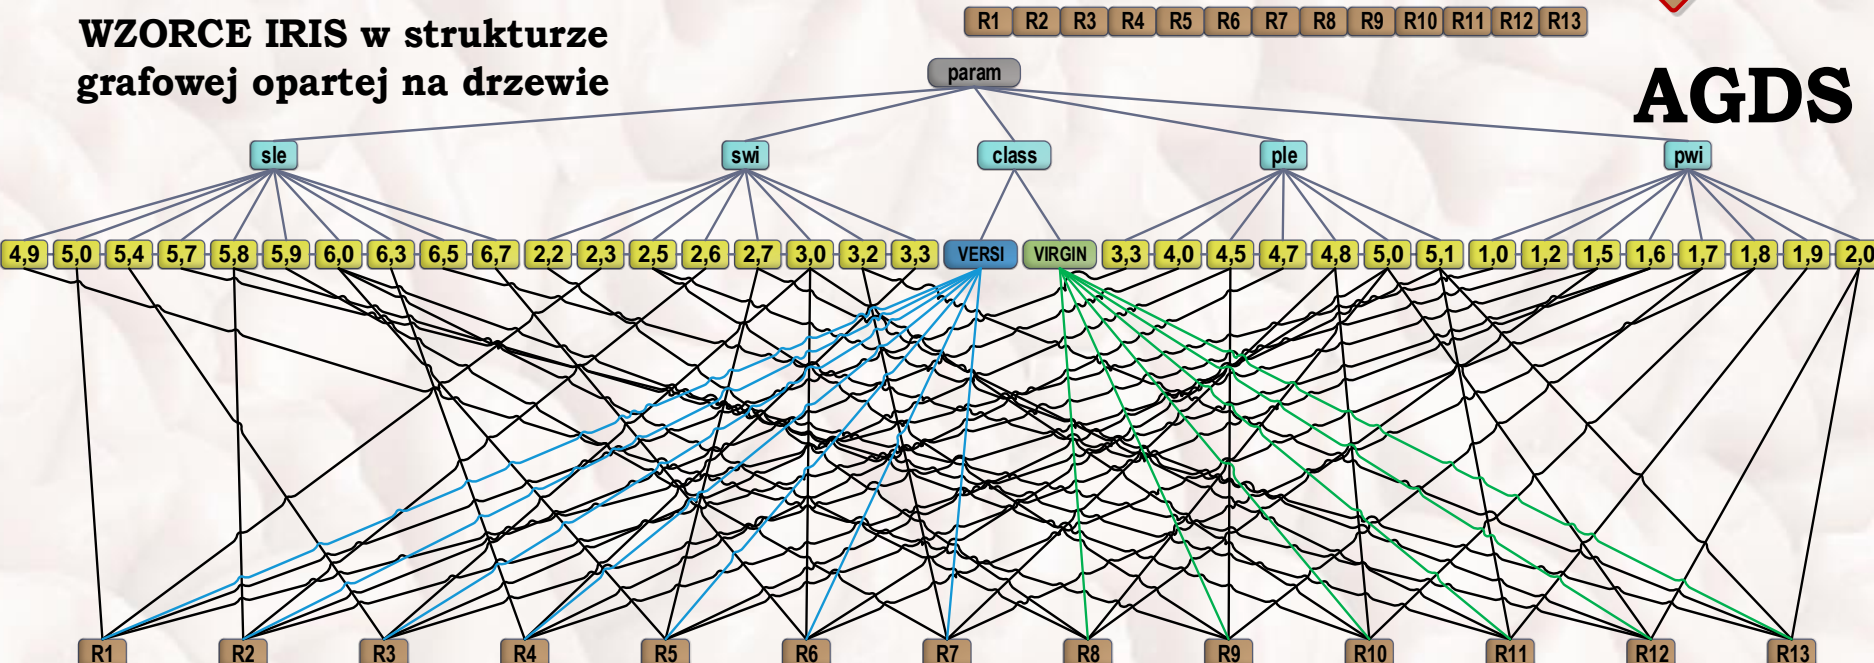 WZORCE IRIS w strukturze
grafowej opartej na drzewie
R1 R2 R3 R4 R5 R6 R7 R8 R9 R10 R11 R12 R13
param
AGDS
sle swi class ple pwi
4,9 5,0 5,4 5,7 5,8 5,9 6,0 6,3 6,5 6,7 2,2 2,3 2,5 2,6 2,7 3,0 3,2 3,3 VERSI VIRGIN 3,3 4,0 4,5 4,7 4,8 5,0 5,1 1,0 1,2 1,5 1,6 1,7 1,8 1,9 2,0
R1 R2 R3 R4 R5 R6 R7 R8 R9 R10 R11 R12 R13